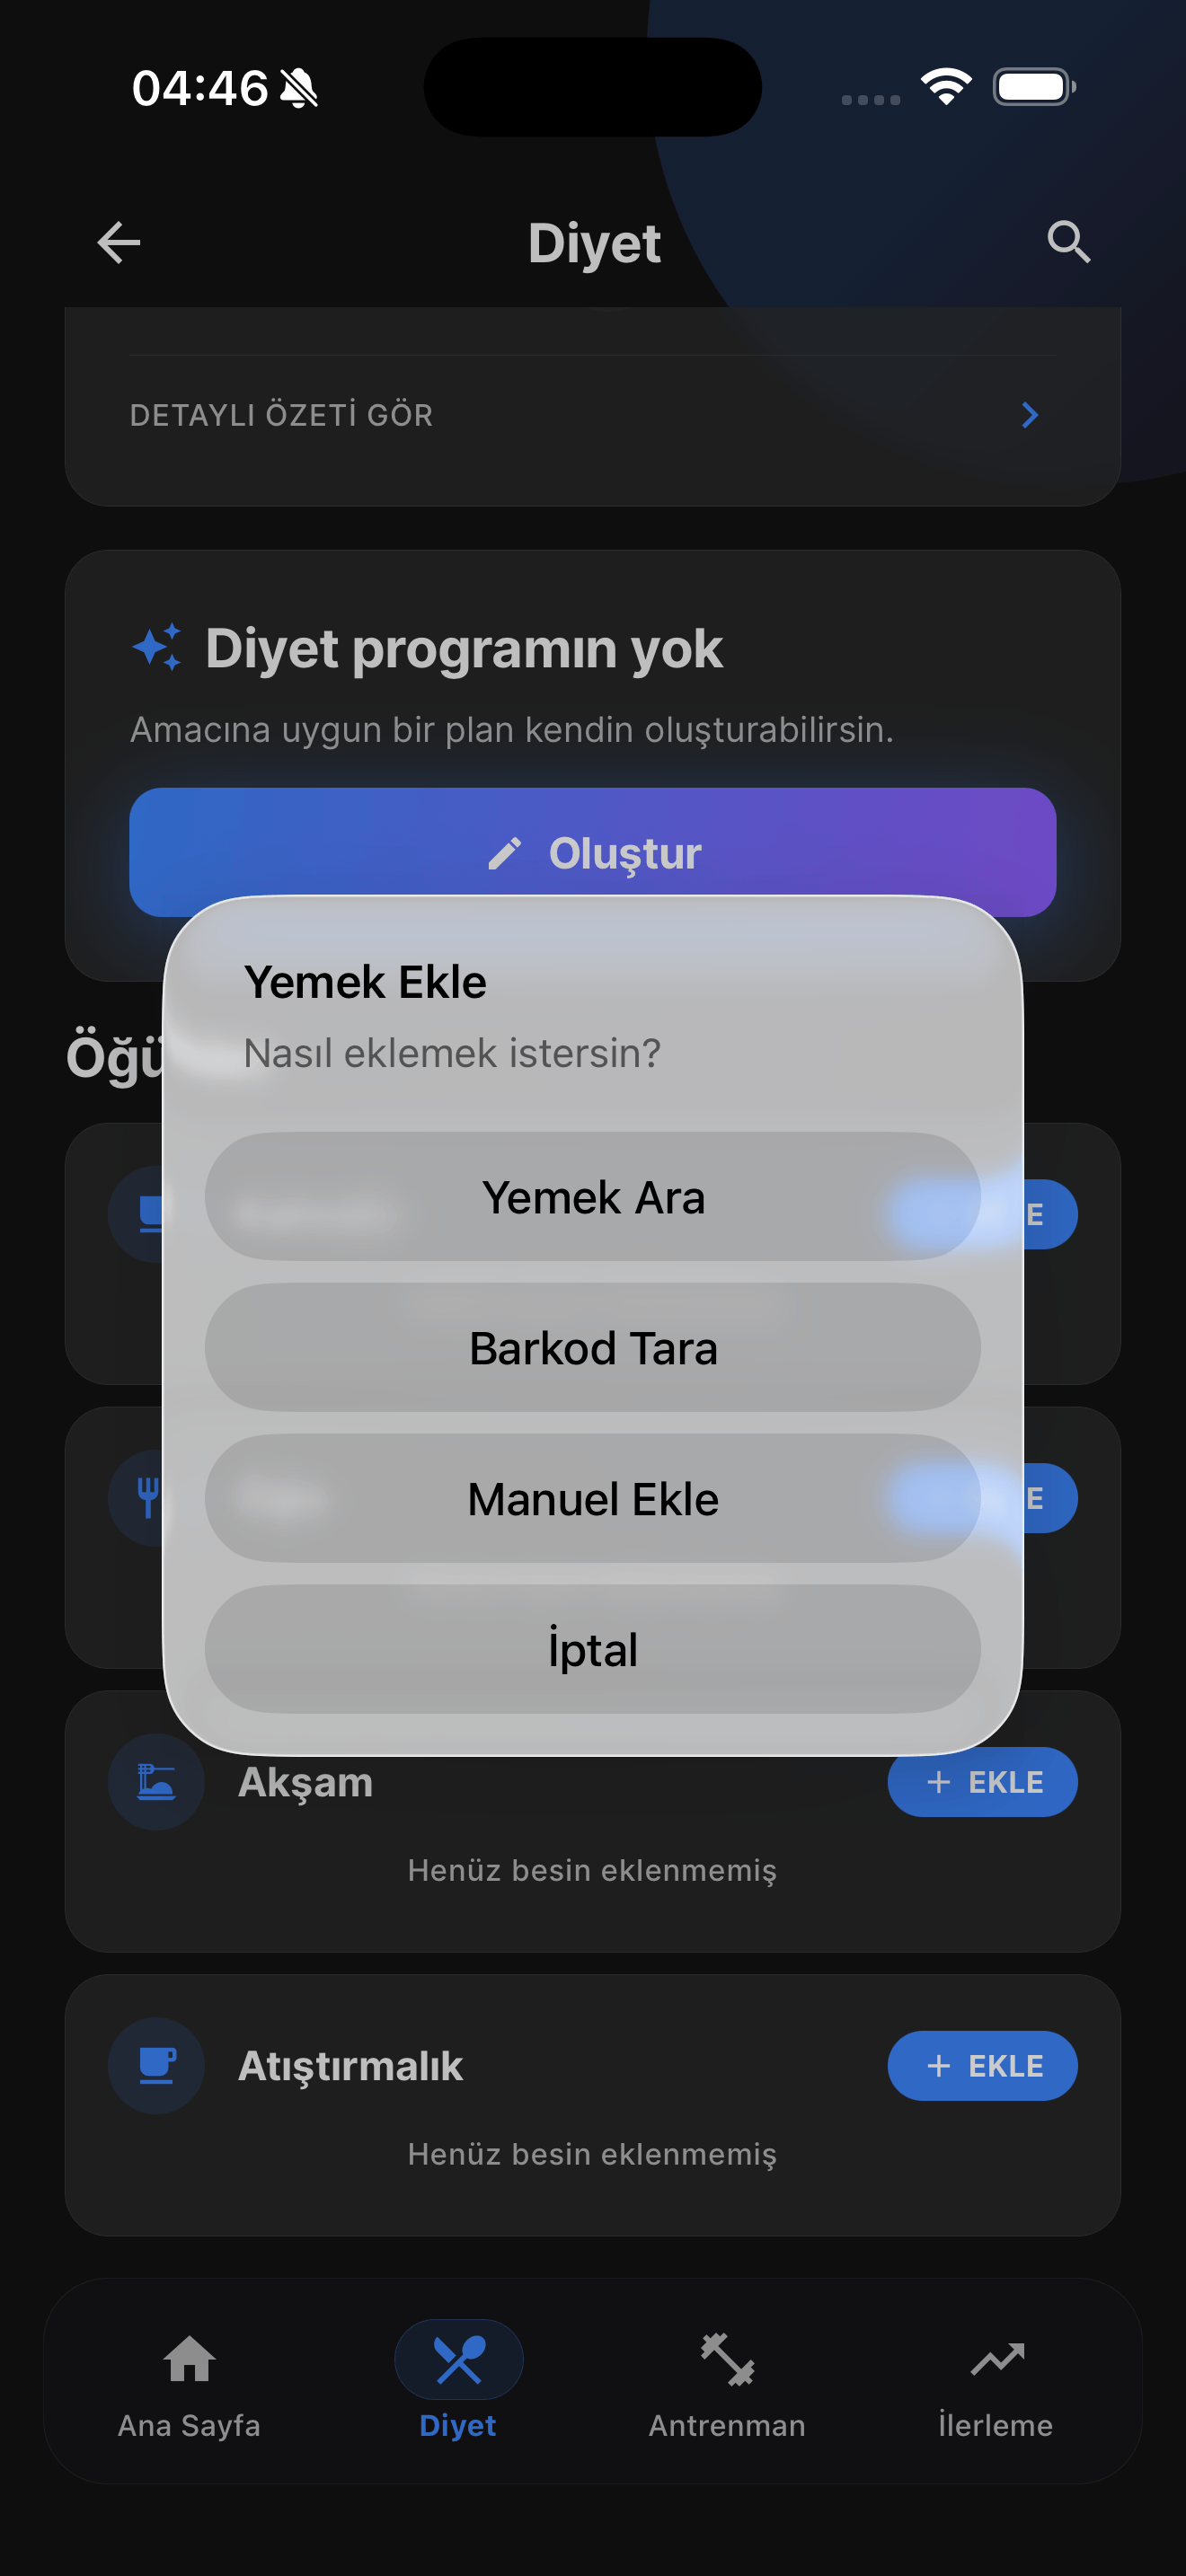 04:46
Diyet
DETAYLI ÖZETİ GÖR
Diyet programın yok
Amacına uygun bir plan kendin oluşturabilirsin.
Oluştur
Yemek Ekle
Nasıl eklemek istersin?
Yemek Ara
Barkod Tara
Manuel Ekle
İptal
Akşam
+ EKLE
Henüz besin eklenmemiş
Atıştırmalık
+ EKLE
Henüz besin eklenmemiş
Ana Sayfa
Diyet
Antrenman
İlerleme